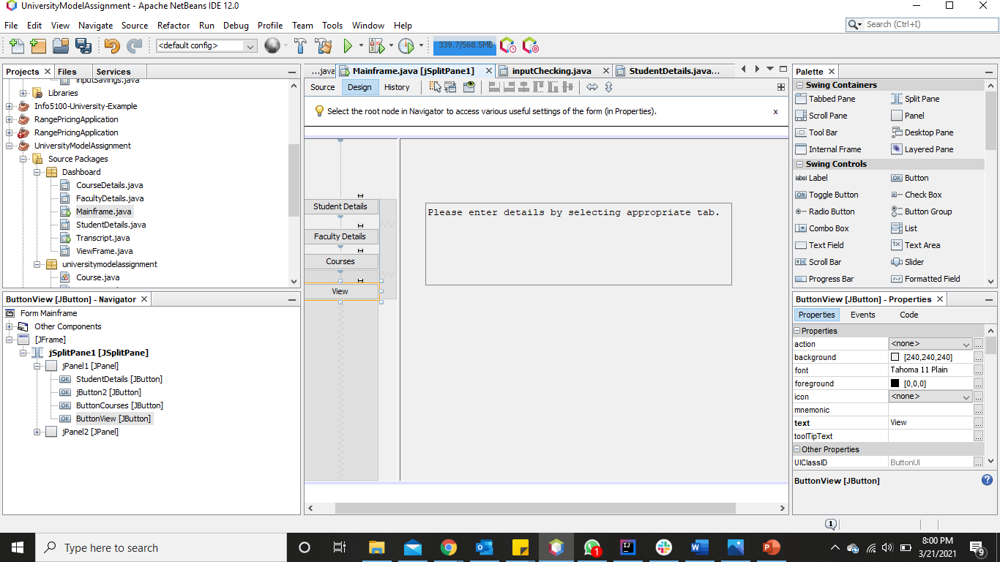 UniversityModelAssignment - Apache NetBeans IDE 12.0
File Edit View Navigate Source Refactor Run Debug Profile Team Tools Window Help
Search (Ctrl+I)
<default config>
339.7/568.5MB
Projects Files Services
inputSavings.java
Libraries
Info5100-University-Example
RangePricingApplication
RangePricingApplication
UniversityModelAssignment
Source Packages
Dashboard
CourseDetails.java
FacultyDetails.java
Mainframe.java
StudentDetails.java
Transcript.java
ViewFrame.java
universitymodelassignment
Course.java
ButtonView [JButton] - Navigator
Form Mainframe
Other Components
[JFrame]
jSplitPane1 [JSplitPane]
jPanel1 [JPanel]
StudentDetails [JButton]
jButton2 [JButton]
ButtonCourses [JButton]
ButtonView [JButton]
jPanel2 [JPanel]
...java Mainframe.java [jSplitPane1] inputChecking.java StudentDetails.java...
Source Design History
Select the root node in Navigator to access various useful settings of the form (in Properties). x
Student Details
Faculty Details
Courses
View
Please enter details by selecting appropriate tab.
Palette
Swing Containers
Tabbed Pane Split Pane
Scroll Pane Panel
Tool Bar Desktop Pane
Internal Frame Layered Pane
Swing Controls
label Label OK Button
ON Toggle Button Check Box
Radio Button Button Group
Combo Box List
Text Field Text Area
Scroll Bar Slider
Progress Bar Formatted Field
ButtonView [JButton] - Properties
Properties Events Code
Properties
action <none> ...
background [240,240,240] ...
font Tahoma 11 Plain ...
foreground [0,0,0] ...
icon <none> ...
mnemonic ...
text View ...
toolTipText ...
Other Properties
UIClassID ButtonUI ...
ButtonView [JButton]
1
Type here to search
1
8:00 PM
3/21/2021
9